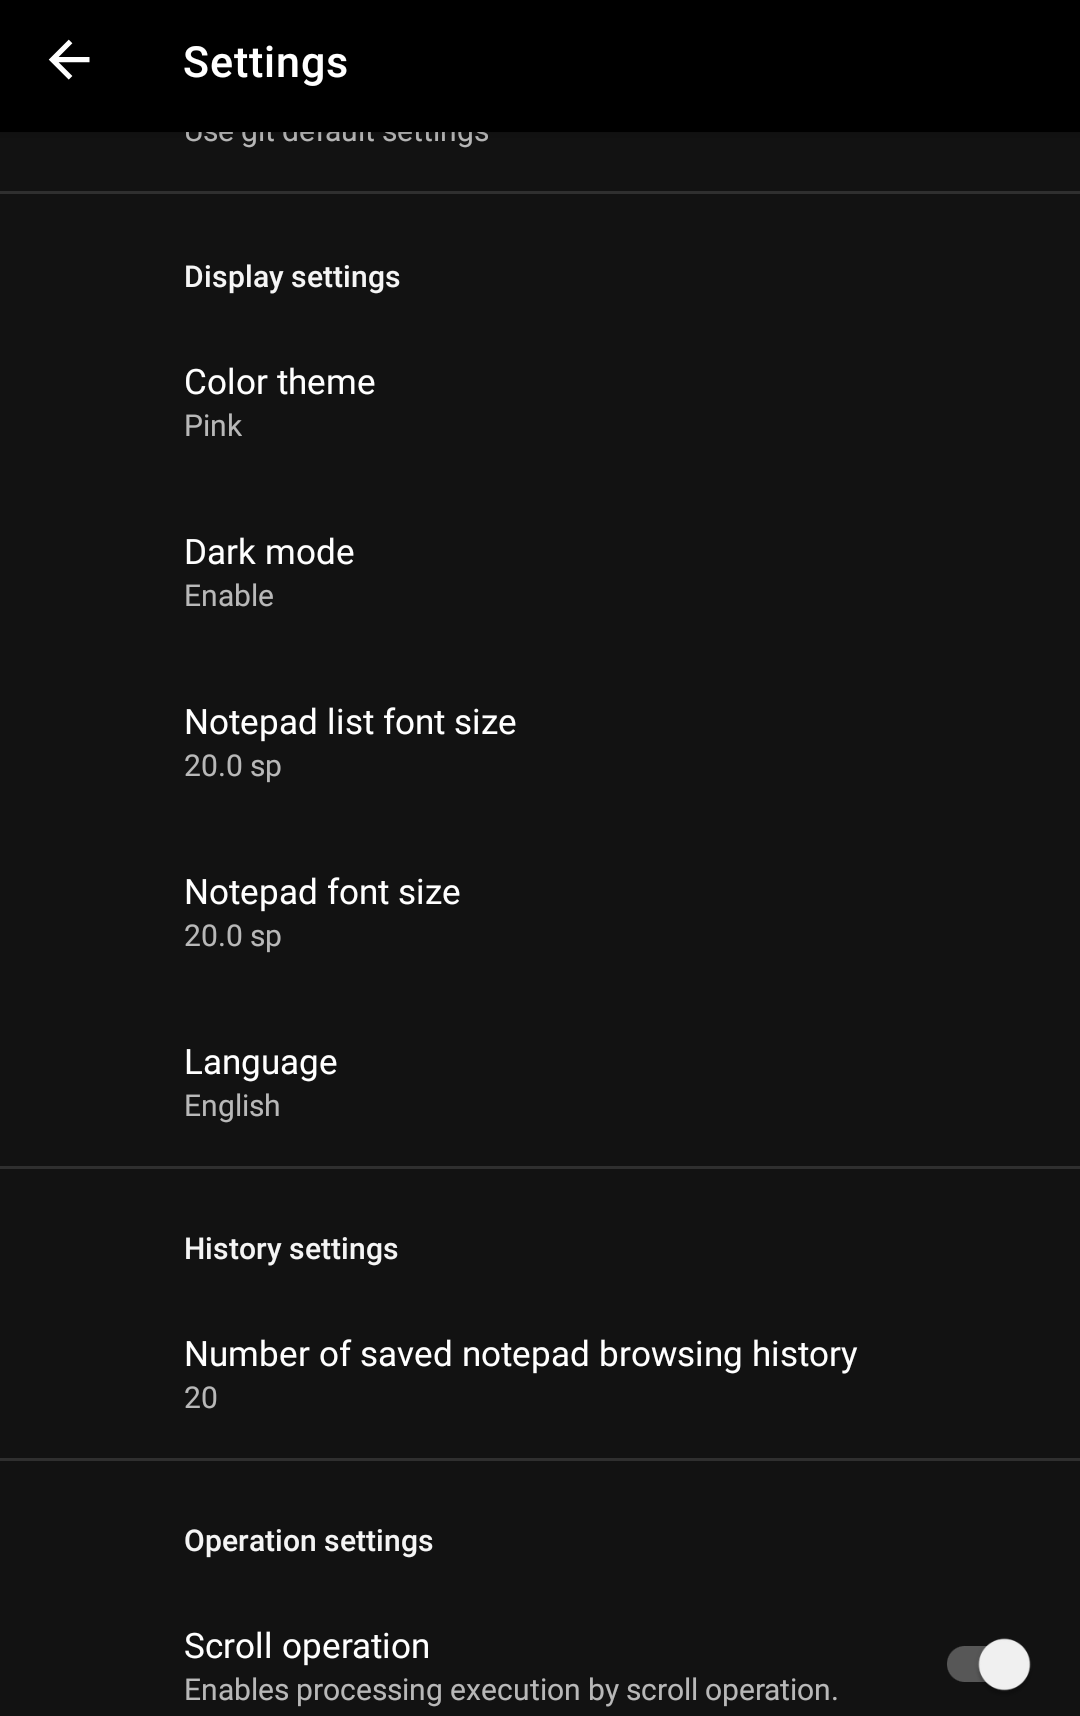 Settings
Use git default settings
Display settings
Color theme
Pink
Dark mode
Enable
Notepad list font size
20.0 sp
Notepad font size
20.0 sp
Language
English
History settings
Number of saved notepad browsing history
20
Operation settings
Scroll operation
Enables processing execution by scroll operation.